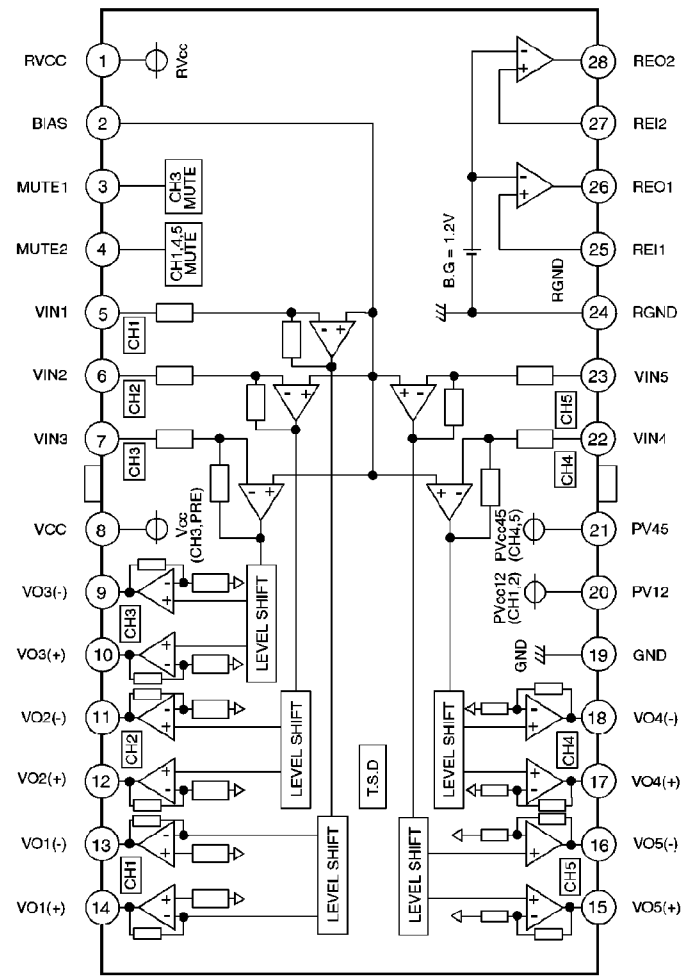 RVCC 1 RVcc
BIAS 2
MUTE1 3 CH3 MUTE
MUTE2 4 CH1,4,5 MUTE
VIN1 5 CH1
VIN2 6 CH2
VIN3 7 CH3
VCC 8 Vcc (CH3,PRE)
VO3(-) 9
CH3
VO3(+) 10
VO2(-) 11
CH2
VO2(+) 12
VO1(-) 13
CH1
VO1(+) 14
- +
- +
- +
- +
- +
- +
- +
- +
- +
- +
- +
LEVEL SHIFT
LEVEL SHIFT
LEVEL SHIFT
T.S.D
LEVEL SHIFT
LEVEL SHIFT
B.G = 1.2V
- +
- +
28 REO2
27 REI2
26 REO1
25 REI1
RGND
24 RGND
23 VIN5
CH5
22 VIN4
CH4
PVcc45 (CH4,5) 21 PV45
PVcc12 (CH1,2) 20 PV12
GND 19 GND
- +
18 VO4(-)
CH4
- +
17 VO4(+)
- +
16 VO5(-)
CH5
- +
15 VO5(+)